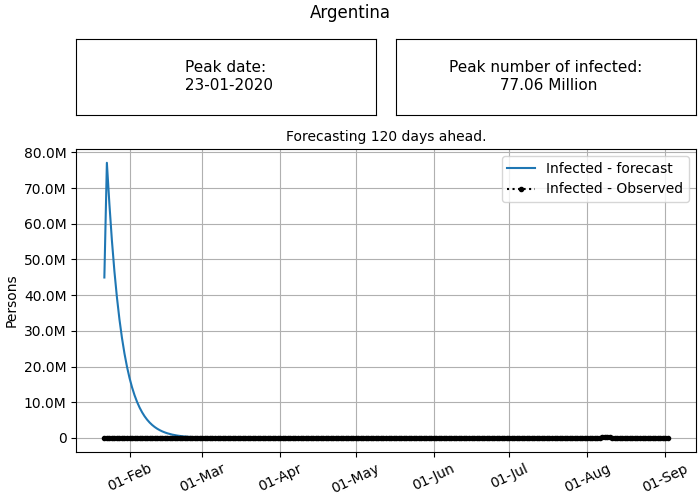 Argentina
Peak date:
23-01-2020
Peak number of infected:
77.06 Million
Forecasting 120 days ahead.
80.0M
70.0M
60.0M
50.0M
40.0M
30.0M
20.0M
10.0M
0
Persons
Infected - forecast
Infected - Observed
01-Feb
01-Mar
01-Apr
01-May
01-Jun
01-Jul
01-Aug
01-Sep